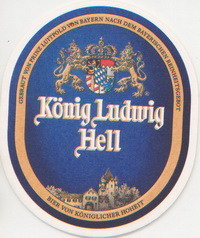 GEBRAUT VON PRINZ LUITPOLD VON BAYERN NACH DEM BAYERISCHEN REINHEITSGEBOT
König Ludwig
Hell
BIER VON KÖNIGLICHER HOHEIT